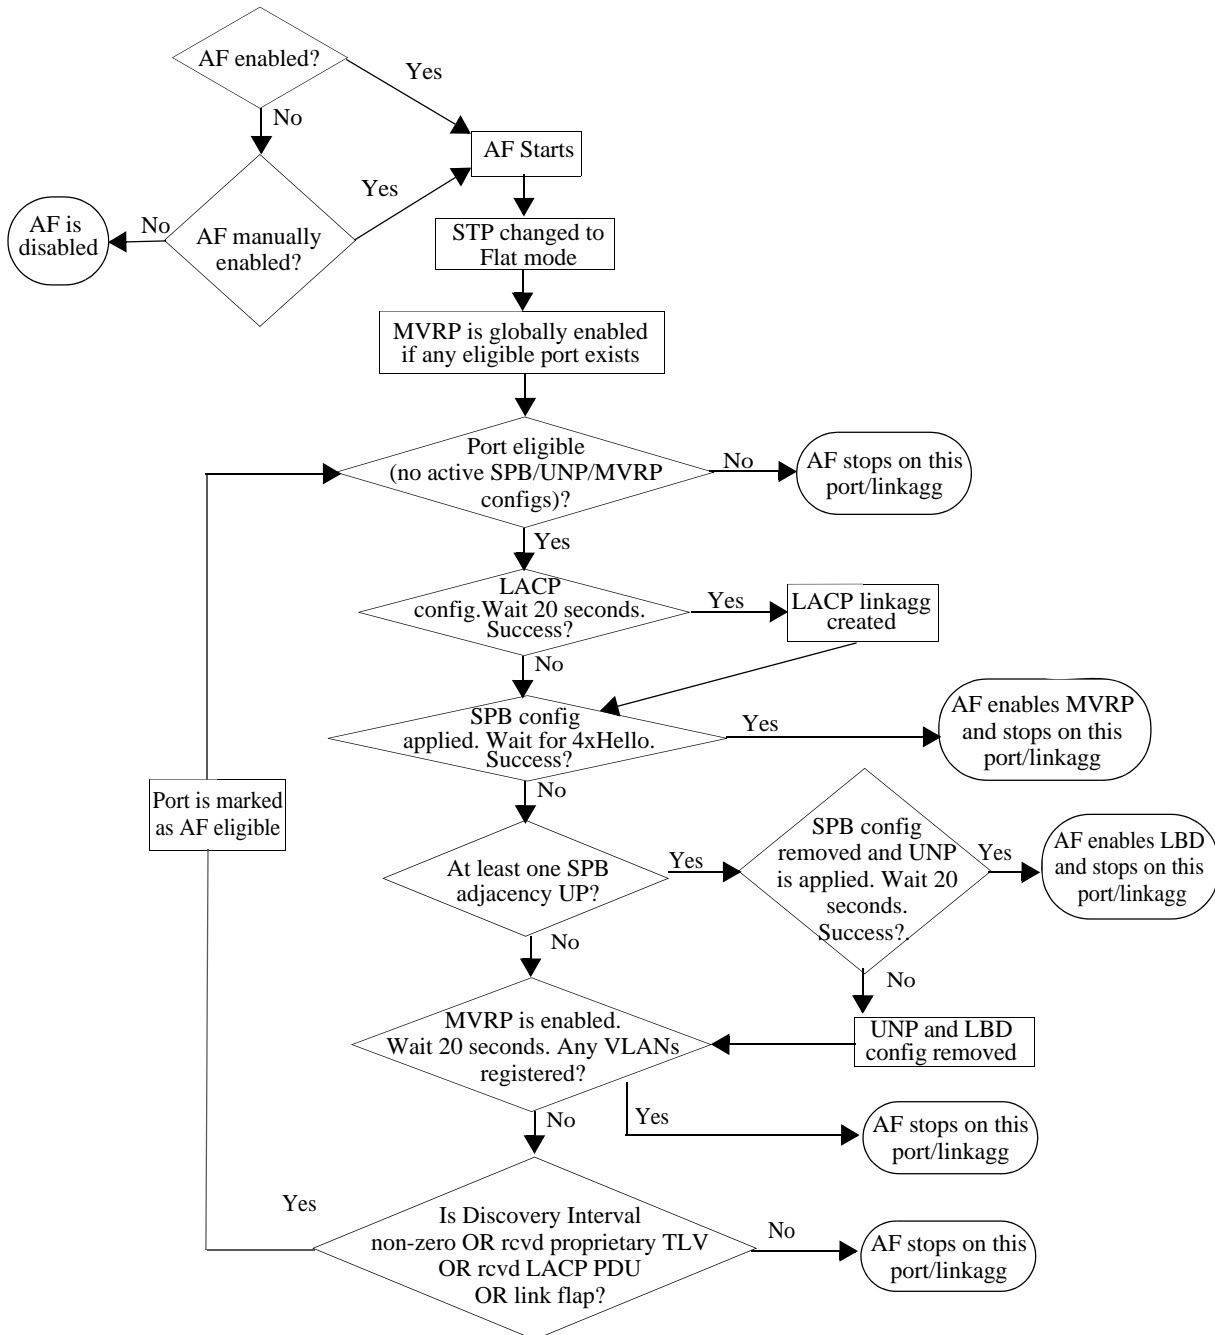 AF enabled?
Yes
No
AF Starts
Yes
AF is
disabled
No
AF manually
enabled?
STP changed to
Flat mode
MVRP is globally enabled
if any eligible port exists
Port eligible
(no active SPB/UNP/MVRP
configs)?
No
AF stops on this
port/linkagg
Yes
LACP
config.Wait 20 seconds.
Success?
Yes
LACP linkagg
created
No
SPB config
applied. Wait for 4xHello.
Success?
Yes
AF enables MVRP
and stops on this
port/linkagg
No
Port is marked
as AF eligible
At least one SPB
adjacency UP?
Yes
SPB config
removed and UNP
is applied. Wait 20
seconds.
Success?.
Yes
AF enables LBD
and stops on this
port/linkagg
No
No
UNP and LBD
config removed
MVRP is enabled.
Wait 20 seconds. Any VLANs
registered?
Yes
AF stops on this
port/linkagg
No
Yes
Is Discovery Interval
non-zero OR rcvd proprietary TLV
OR rcvd LACP PDU
OR link flap?
No
AF stops on this
port/linkagg